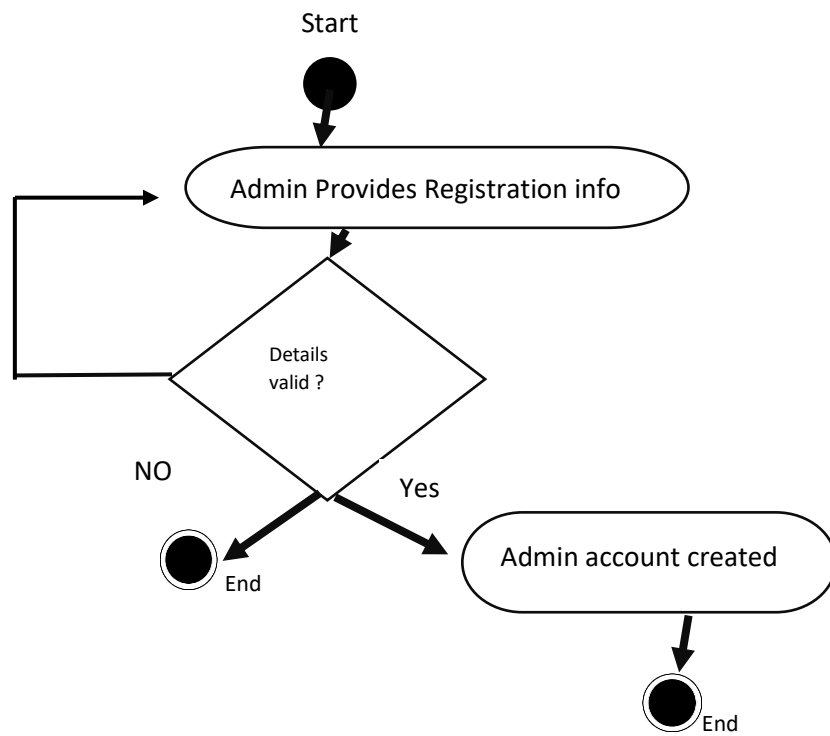 Start
Admin Provides Registration info
Details
valid ?
NO
Yes
Admin account created
End
End